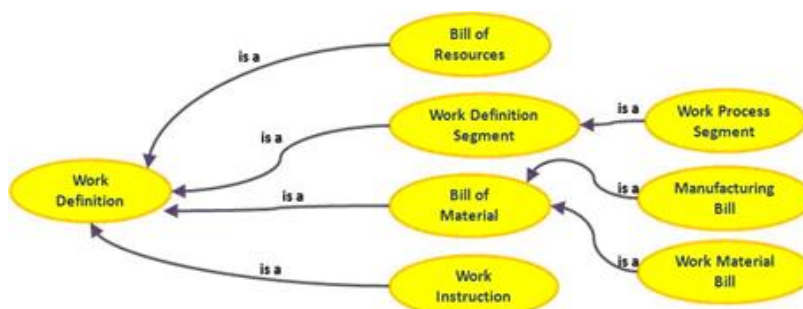 Bill of
Resources
is a
Work Definition
Segment
is a
Work Process
Segment
is a
Work
Definition
is a
Bill of
Material
is a
Manufacturing
Bill
is a
Work
Instruction
is a
Work Material
Bill